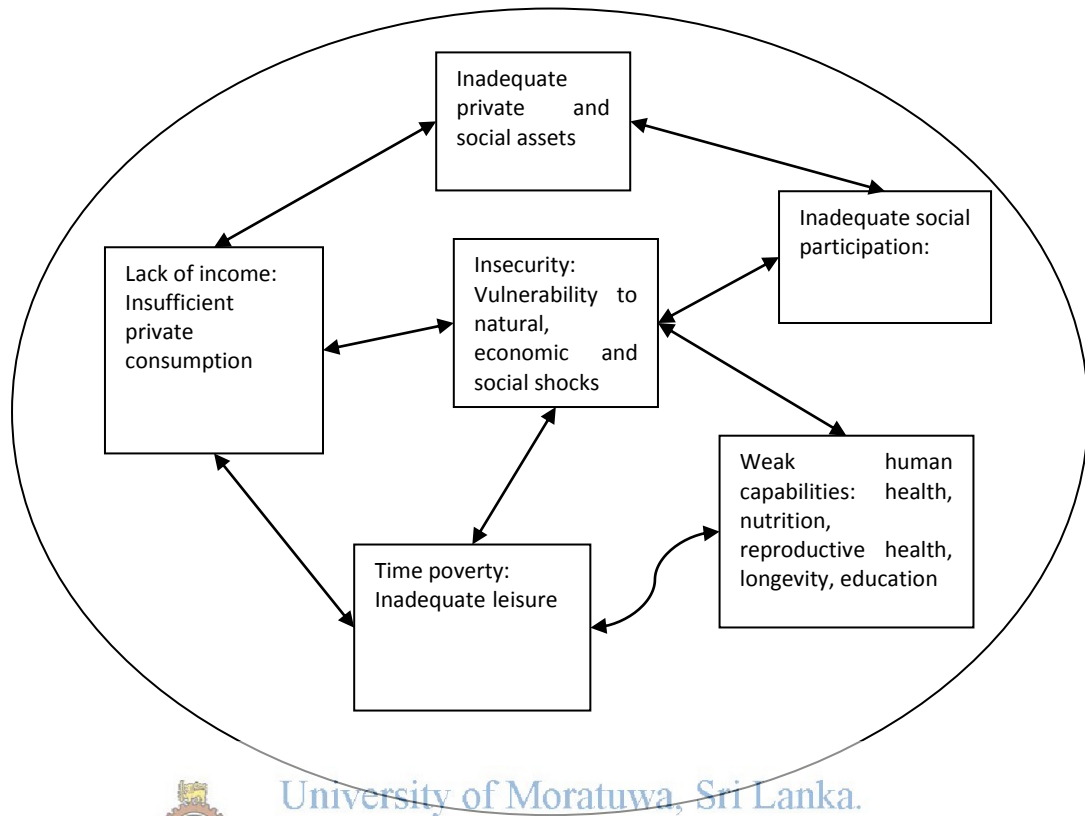 Inadequate
private and
social assets
Inadequate social
participation:
Lack of income:
Insufficient
private
consumption
Insecurity:
Vulnerability to
natural,
economic and
social shocks
Weak human
capabilities: health,
nutrition,
reproductive health,
longevity, education
Time poverty:
Inadequate leisure
University of Moratuwa, Sri Lanka.